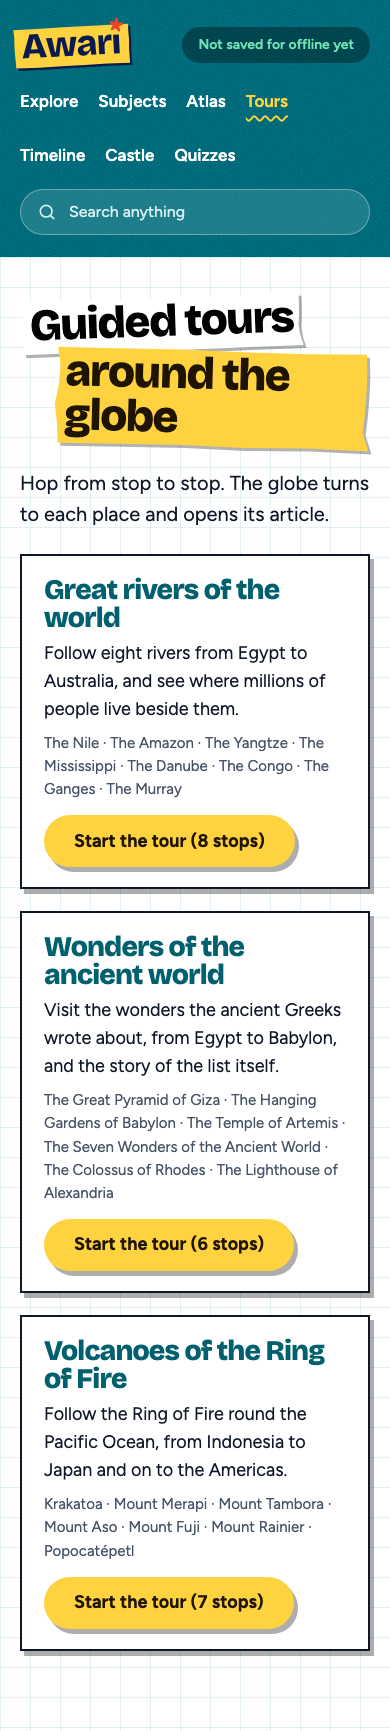 Awari
Not saved for offline yet
Explore Subjects Atlas Tours
Timeline Castle Quizzes
Search anything
Guided tours
around the
globe
Hop from stop to stop. The globe turns
to each place and opens its article.
Great rivers of the
world
Follow eight rivers from Egypt to
Australia, and see where millions of
people live beside them.
The Nile · The Amazon · The Yangtze · The
Mississippi · The Danube · The Congo · The
Ganges · The Murray
Start the tour (8 stops)
Wonders of the
ancient world
Visit the wonders the ancient Greeks
wrote about, from Egypt to Babylon,
and the story of the list itself.
The Great Pyramid of Giza · The Hanging
Gardens of Babylon · The Temple of Artemis ·
The Seven Wonders of the Ancient World ·
The Colossus of Rhodes · The Lighthouse of
Alexandria
Start the tour (6 stops)
Volcanoes of the Ring
of Fire
Follow the Ring of Fire round the
Pacific Ocean, from Indonesia to
Japan and on to the Americas.
Krakatoa · Mount Merapi · Mount Tambora ·
Mount Aso · Mount Fuji · Mount Rainier ·
Popocatépetl
Start the tour (7 stops)